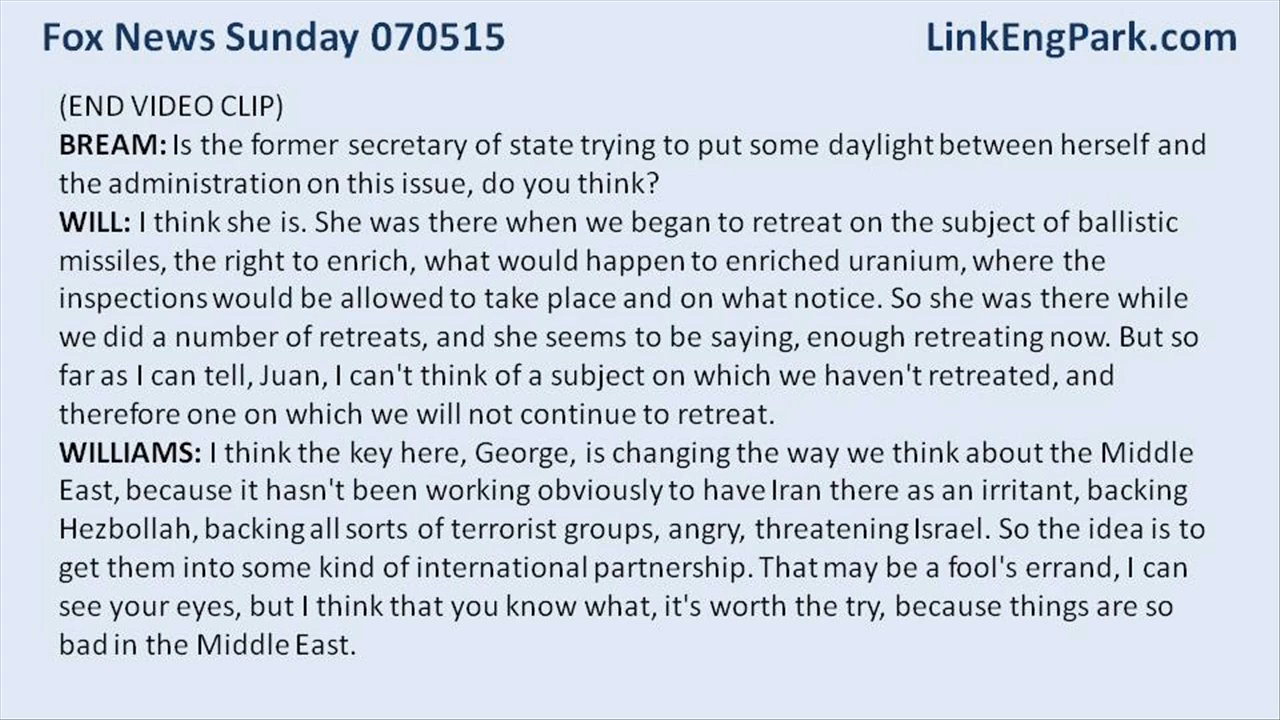 Fox News Sunday 070515
LinkEngPark.com
(END VIDEO CLIP)
BREAM: Is the former secretary of state trying to put some daylight between herself and
the administration on this issue, do you think?
WILL: I think she is. She was there when we began to retreat on the subject of ballistic
missiles, the right to enrich, what would happen to enriched uranium, where the
inspections would be allowed to take place and on what notice. So she was there while
we did a number of retreats, and she seems to be saying, enough retreating now. But so
far as I can tell, Juan, I can't think of a subject on which we haven't retreated, and
therefore one on which we will not continue to retreat.
WILLIAMS: I think the key here, George, is changing the way we think about the Middle
East, because it hasn't been working obviously to have Iran there as an irritant, backing
Hezbollah, backing all sorts of terrorist groups, angry, threatening Israel. So the idea is to
get them into some kind of international partnership. That may be a fool's errand, I can
see your eyes, but I think that you know what, it's worth the try, because things are so
bad in the Middle East.